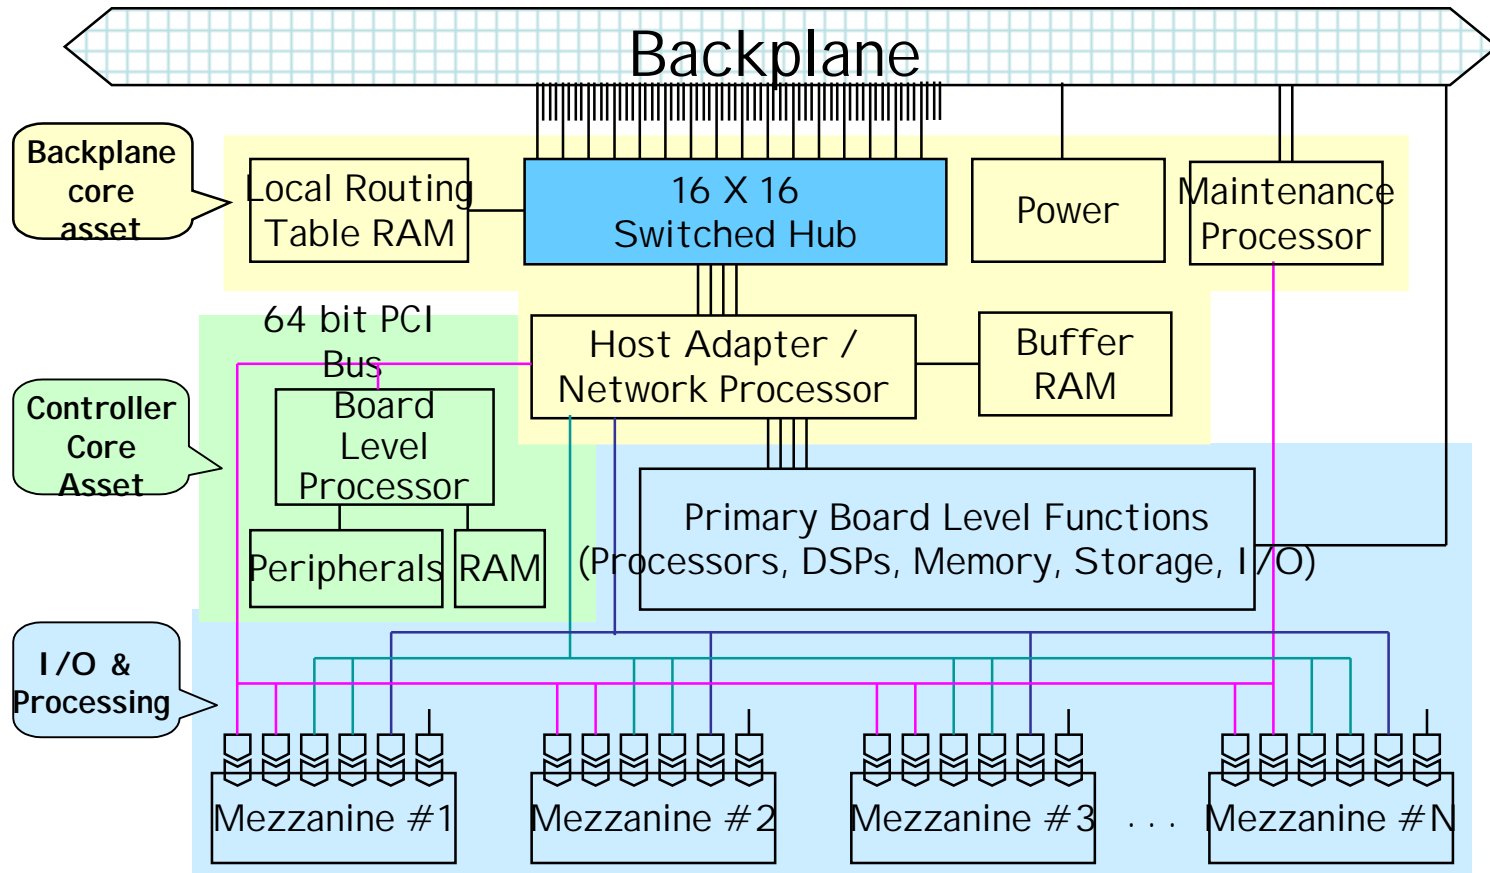 Backplane
Backplane
core
asset
Local Routing
Table RAM
16 X 16
Switched Hub
Power
Maintenance
Processor
64 bit PCI
Bus
Host Adapter /
Network Processor
Buffer
RAM
Controller
Core
Asset
Board
Level
Processor
Peripherals
RAM
Primary Board Level Functions
(Processors, DSPs, Memory, Storage, I/O)
I/O &
Processing
Mezzanine #1
Mezzanine #2
Mezzanine #3
. . .
Mezzanine #N